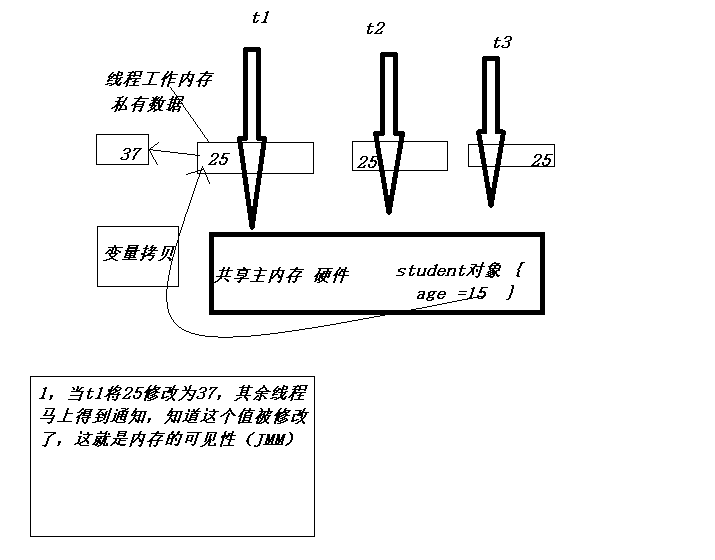 t1
t2
t3
线程工作内存
私有数据
37
25
25
25
变量拷贝
共享主内存 硬件
student对象 {
age =15 }
1，当t1将25修改为37，其余线程
马上得到通知，知道这个值被修改
了，这就是内存的可见性（JMM）